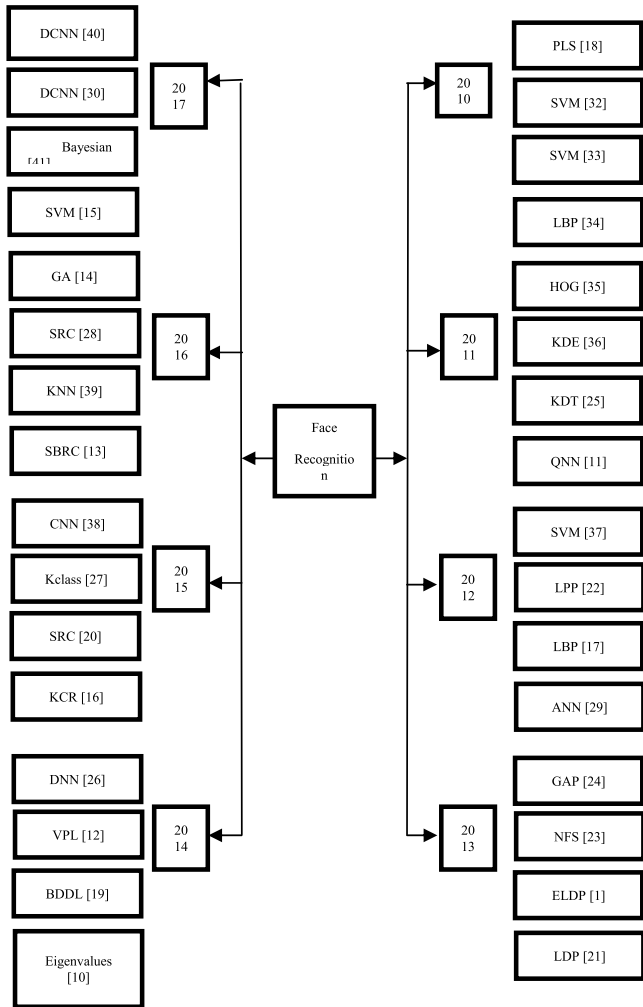 DCNN [40]
DCNN [30]
Bayesian
[41]
SVM [15]
20
17
GA [14]
SRC [28]
KNN [39]
SBRC [13]
20
16
CNN [38]
Kclass [27]
SRC [20]
KCR [16]
20
15
DNN [26]
VPL [12]
BDDL [19]
Eigenvalues
[10]
20
14
Face
Recognitio
n
20
10
PLS [18]
SVM [32]
SVM [33]
LBP [34]
20
11
HOG [35]
KDE [36]
KDT [25]
QNN [11]
20
12
SVM [37]
LPP [22]
LBP [17]
ANN [29]
20
13
GAP [24]
NFS [23]
ELDP [1]
LDP [21]